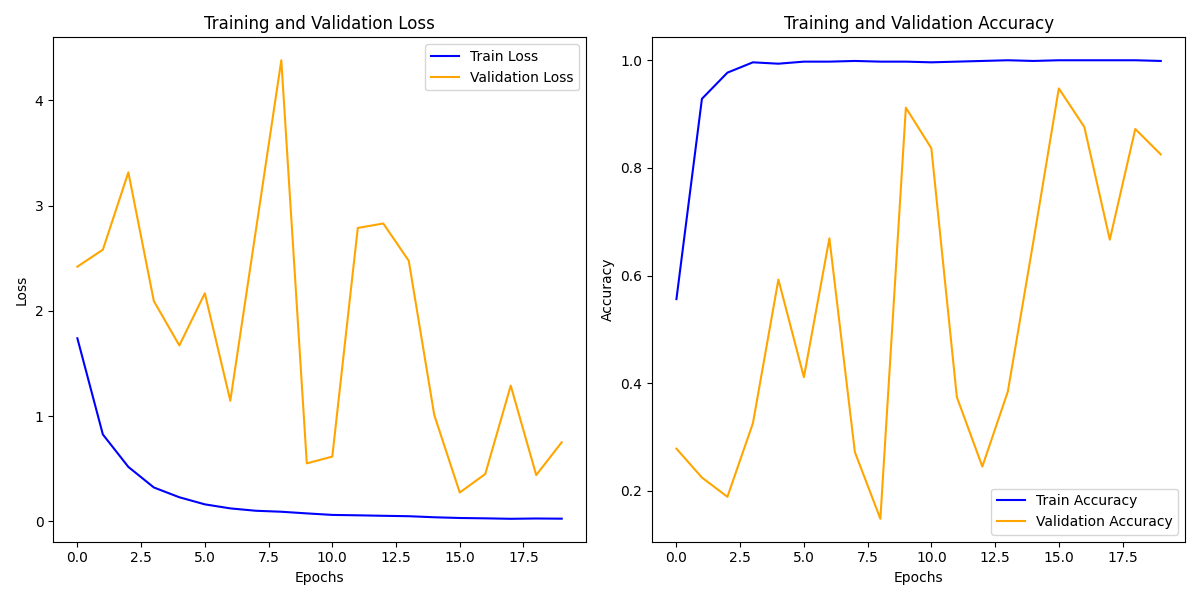 Training and Validation Loss
Train Loss
Validation Loss
4
3
2
1
0
Loss
0.0 2.5 5.0 7.5 10.0 12.5 15.0 17.5
Epochs
Training and Validation Accuracy
1.0
0.8
0.6
0.4
0.2
Accuracy
Train Accuracy
Validation Accuracy
0.0 2.5 5.0 7.5 10.0 12.5 15.0 17.5
Epochs